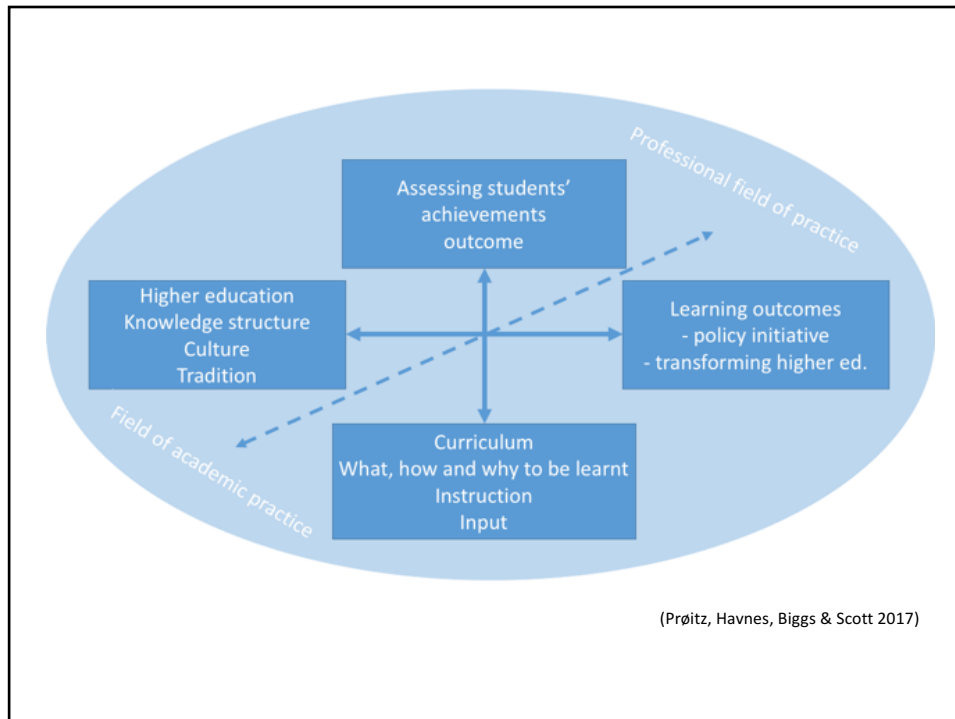 Professional field of practice
Assessing students'
achievements
outcome
Higher education
Knowledge structure
Culture
Tradition
Learning outcomes
- policy initiative
- transforming higher ed.
Field of academic practice
Curriculum
What, how and why to be learnt
Instruction
Input
(Prøitz, Havnes, Biggs & Scott 2017)